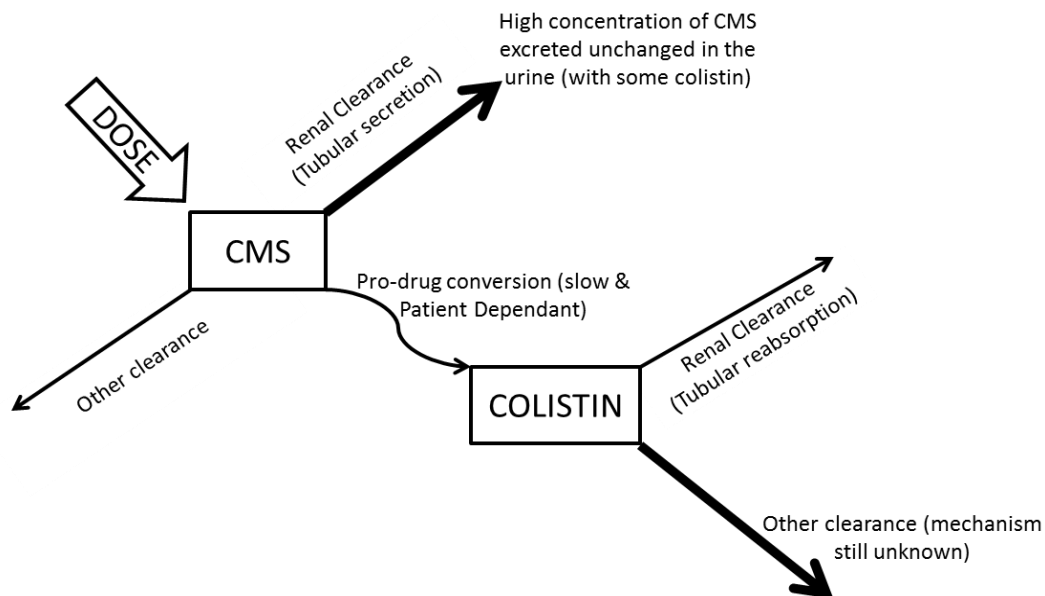 High concentration of CMS
excreted unchanged in the
urine (with some colistin)
Renal Clearance
(Tubular secretion)
DOSE
CMS
Pro-drug conversion (slow &
Patient Dependant)
Other clearance
Renal Clearance
(Tubular reabsorption)
COLISTIN
Other clearance (mechanism
still unknown)